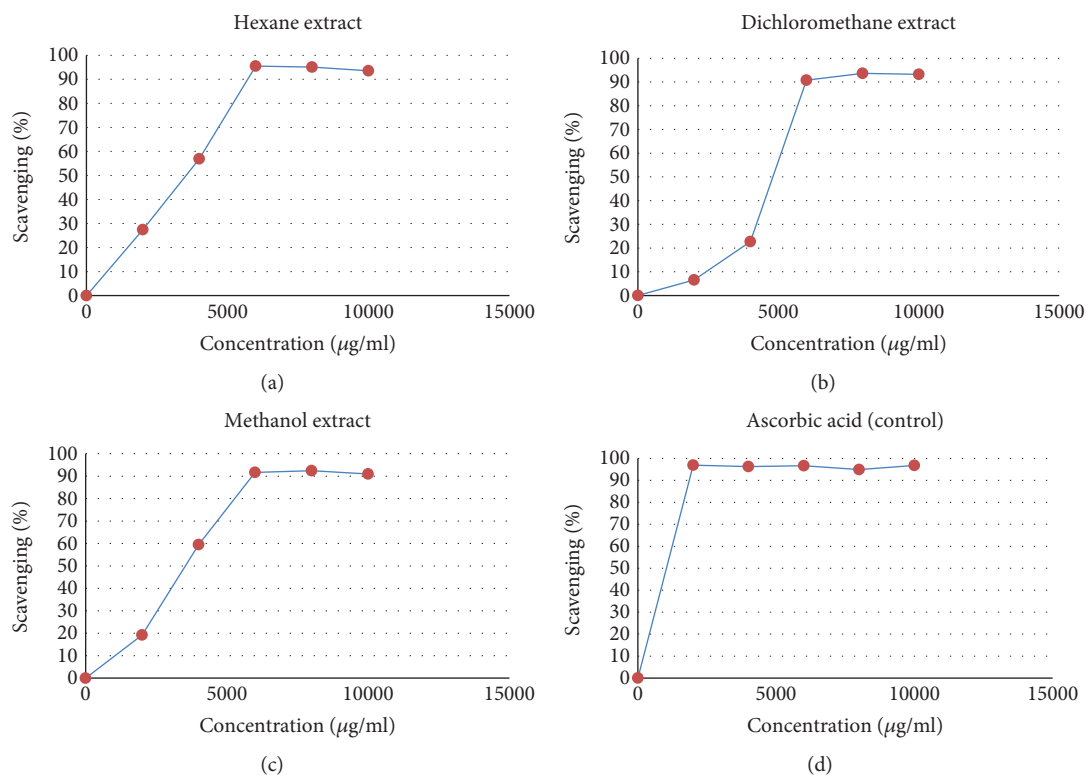 Hexane extract
100
90
80
70
60
50
40
30
20
10
0
Scavenging (%)
0 5000 10000 15000
Concentration (µg/ml)
(a)
Dichloromethane extract
100
90
80
70
60
50
40
30
20
10
0
Scavenging (%)
0 5000 10000 15000
Concentration (µg/ml)
(b)
Methanol extract
100
90
80
70
60
50
40
30
20
10
0
Scavenging (%)
0 5000 10000 15000
Concentration (µg/ml)
(c)
Ascorbic acid (control)
100
90
80
70
60
50
40
30
20
10
0
Scavenging (%)
0 5000 10000 15000
Concentration (µg/ml)
(d)